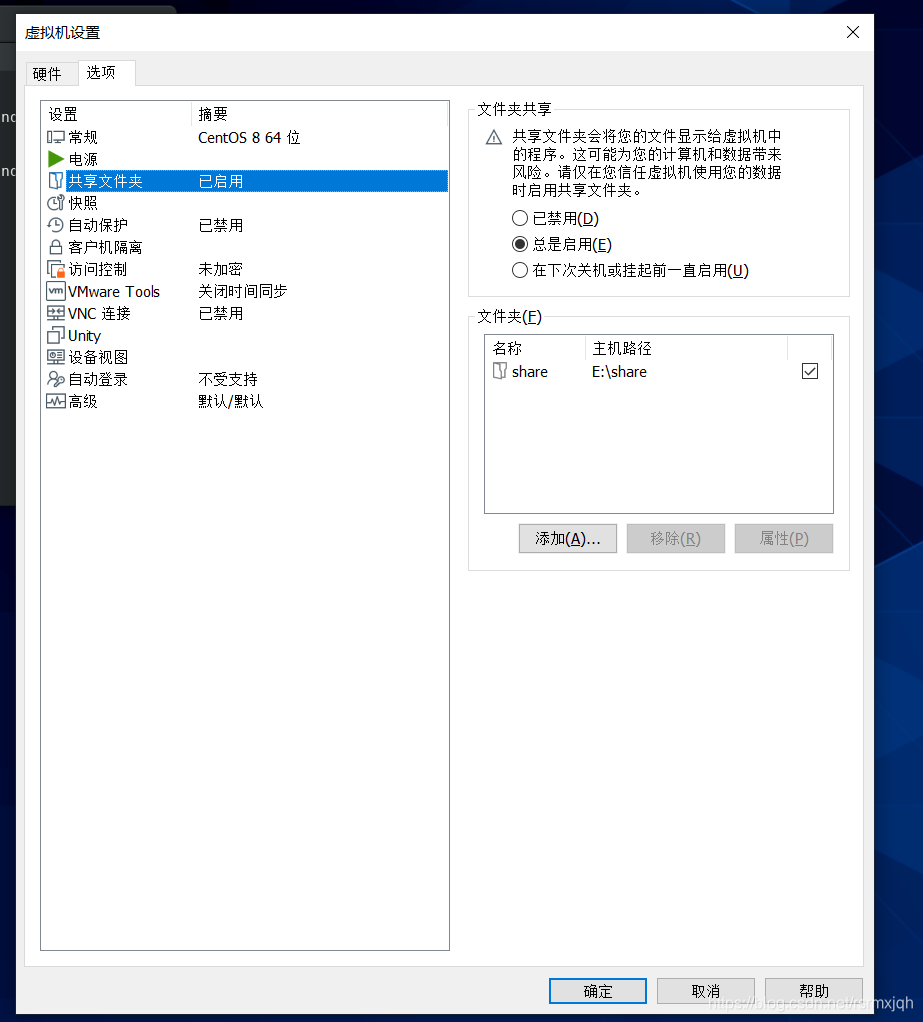 虚拟机设置
硬件 选项
设置 摘要
常规 CentOS 8 64 位
电源
共享文件夹 已启用
快照
自动保护 已禁用
客户机隔离
访问控制 未加密
vm VMware Tools 关闭时间同步
VNC 连接 已禁用
Unity
设备视图
自动登录 不受支持
高级 默认/默认
文件夹共享
共享文件夹会将您的文件显示给虚拟机中
的程序。这可能为您的计算机和数据带来
风险。请仅在您信任虚拟机使用您的数据
时启用共享文件夹。
已禁用(D)
总是启用(E)
在下次关机或挂起前一直启用(U)
文件夹(F)
名称 主机路径
share E:\share
添加(A)... 移除(R) 属性(P)
确定 取消 帮助
https://blog.csdn.net/rsrmxjqh
nc
nc